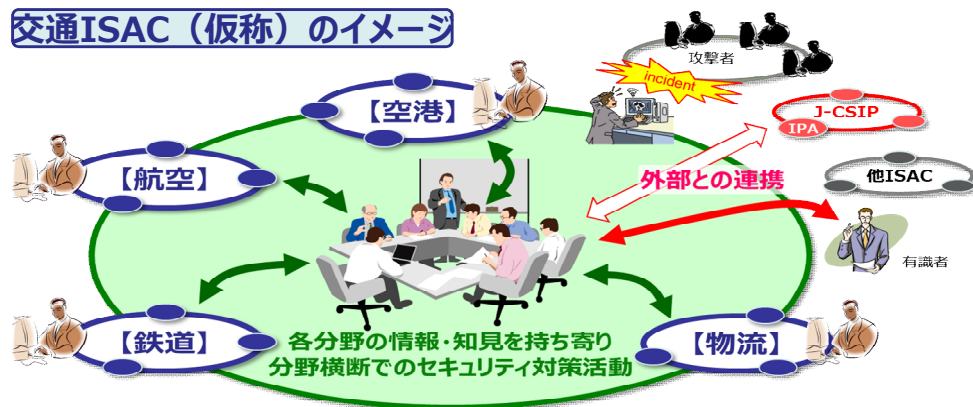 交通ISAC（仮称）のイメージ
攻撃者
incident
【空港】
J-CSIP
IPA
【航空】
外部との連携
他ISAC
有識者
【鉄道】
各分野の情報・知見を持ち寄り
分野横断でのセキュリティ対策活動
【物流】